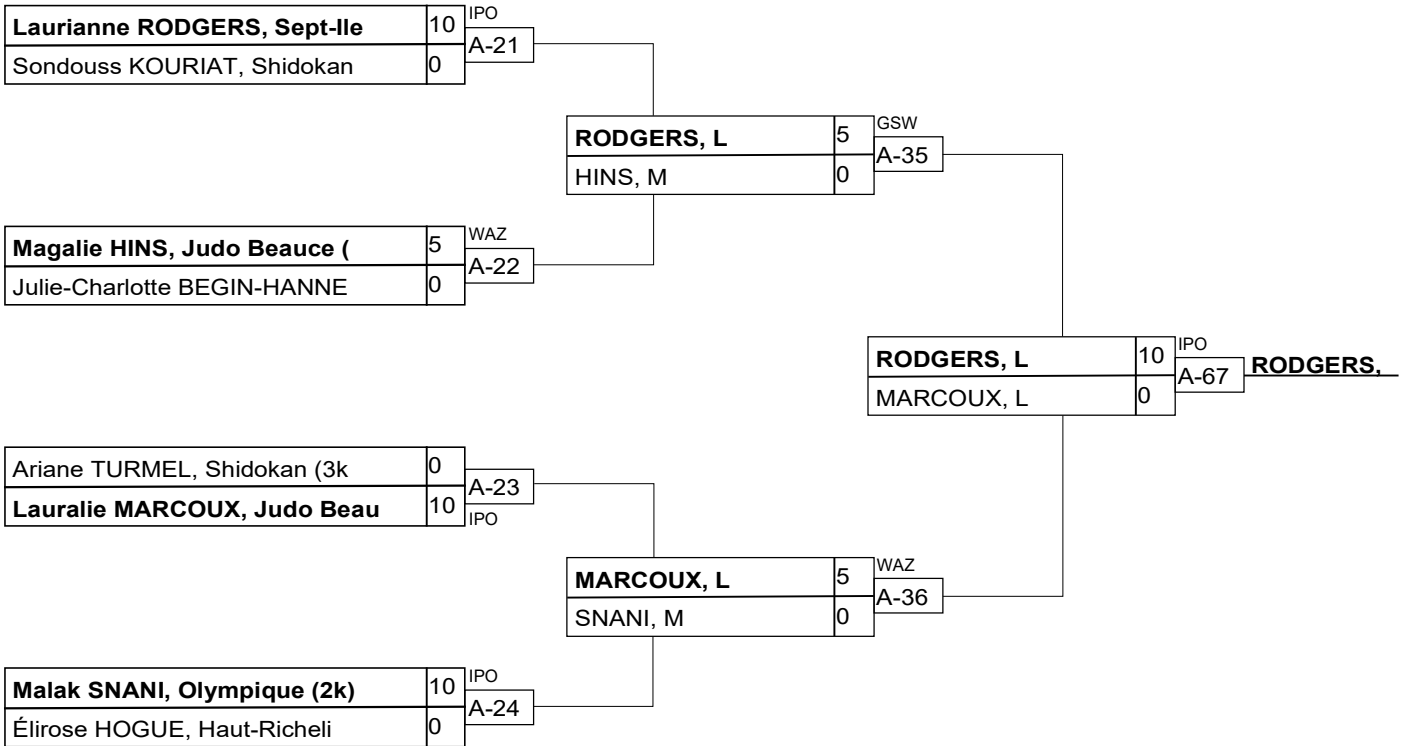 Laurianne RODGERS, Sept-Ile 10 IPO
A-21
Sondouss KOURIAT, Shidokan 0
RODGERS, L 5 GSW
A-35
HINS, M 0
Magalie HINS, Judo Beauce ( 5 WAZ
A-22
Julie-Charlotte BEGIN-HANNE 0
RODGERS, L 10 IPO
A-67 RODGERS,
MARCOUX, L 0
Ariane TURMEL, Shidokan (3k 0
A-23
Lauralie MARCOUX, Judo Beau 10 IPO
MARCOUX, L 5 WAZ
A-36
SNANI, M 0
Malak SNANI, Olympique (2k) 10 IPO
A-24
Élirose HOGUE, Haut-Richeli 0